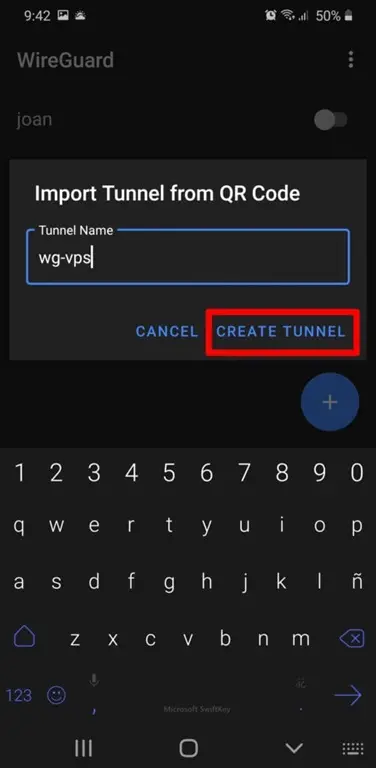 9:42 50%
WireGuard
joan
Import Tunnel from QR Code
Tunnel Name
wg-vps
CANCEL CREATE TUNNEL
+
1 2 3 4 5 6 7 8 9 0
q w e r t y u i o p
a s d f g h j k l ñ
z x c v b n m
123 , Microsoft SwiftKey .